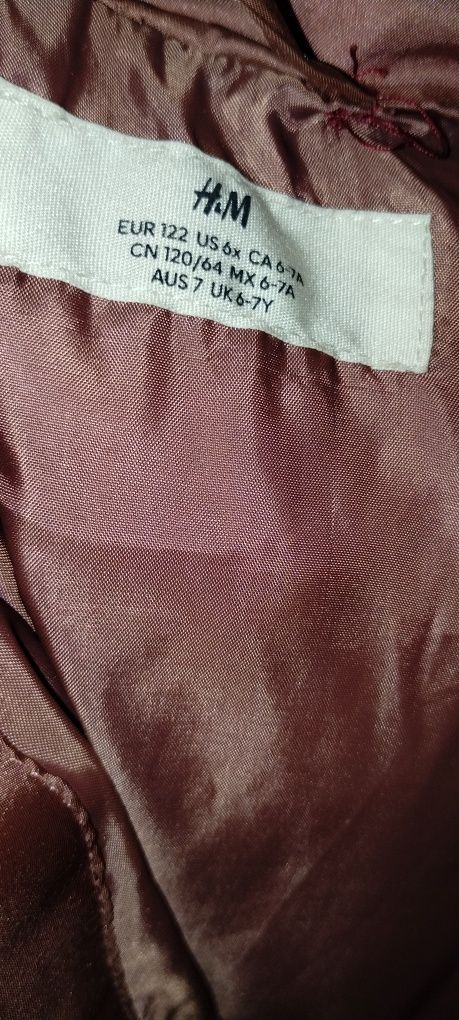 H&M
EUR 122 US 6x CA 6-7A
CN 120/64 MX 6-7A
AUS 7 UK 6-7Y